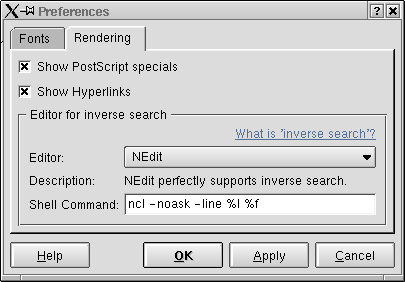 Preferences
?
Fonts
Rendering
Show PostScript specials
Show Hyperlinks
Editor for inverse search
What is 'inverse search'?
Editor: NEdit
Description: NEdit perfectly supports inverse search.
Shell Command: ncl -noask -line %l %f
Help OK Apply Cancel